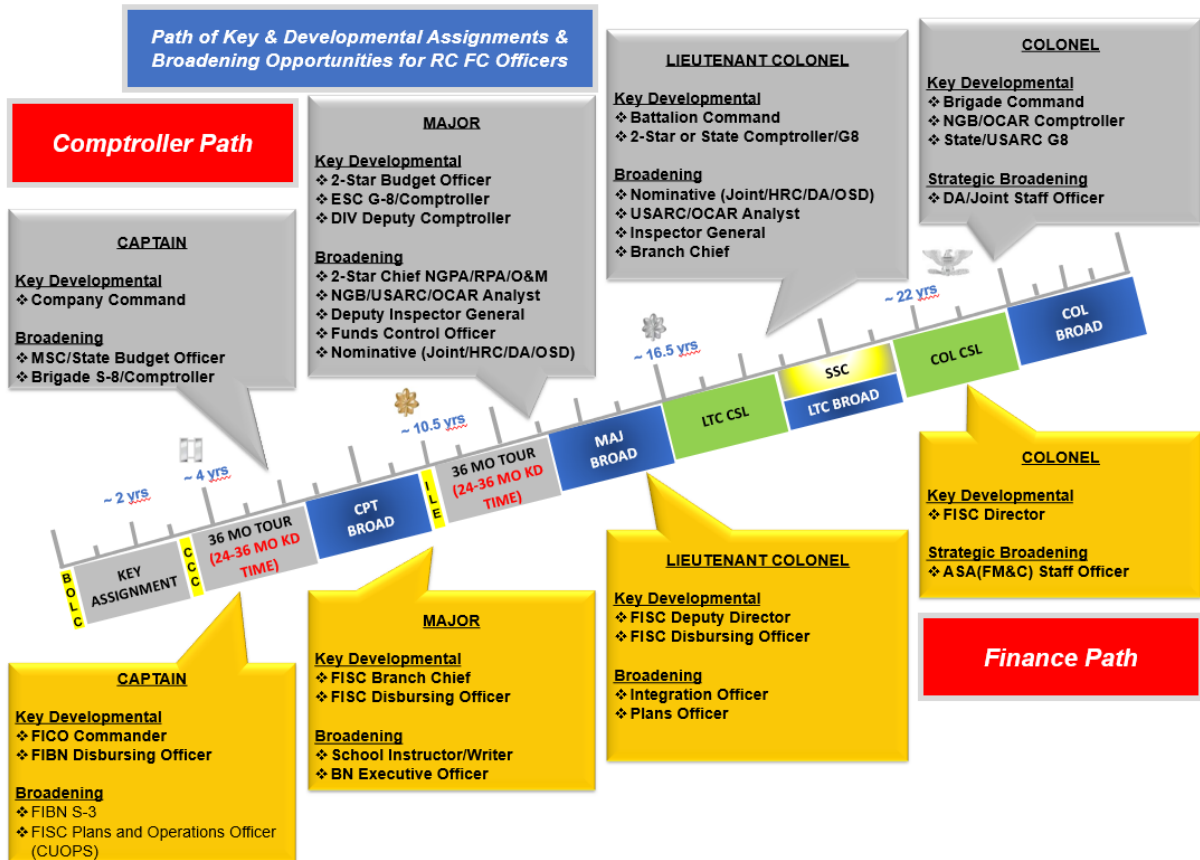 Path of Key & Developmental Assignments &
Broadening Opportunities for RC FC Officers
Comptroller Path
CAPTAIN
Key Developmental
❖ Company Command
Broadening
❖ MSC/State Budget Officer
❖ Brigade S-8/Comptroller
MAJOR
Key Developmental
❖ 2-Star Budget Officer
❖ ESC G-8/Comptroller
❖ DIV Deputy Comptroller
Broadening
❖ 2-Star Chief NGPA/RPA/O&M
❖ NGB/USARC/OCAR Analyst
❖ Deputy Inspector General
❖ Funds Control Officer
❖ Nominative (Joint/HRC/DA/OSD)
LIEUTENANT COLONEL
Key Developmental
❖ Battalion Command
❖ 2-Star or State Comptroller/G8
Broadening
❖ Nominative (Joint/HRC/DA/OSD)
❖ USARC/OCAR Analyst
❖ Inspector General
❖ Branch Chief
COLONEL
Key Developmental
❖ Brigade Command
❖ NGB/OCAR Comptroller
❖ State/USARC G8
Strategic Broadening
❖ DA/Joint Staff Officer
~ 2 yrs
~ 4 yrs
~ 10.5 yrs
~ 16.5 yrs
~ 22 yrs
BOLC
KEY
ASSIGNMENT
CCC
36 MO TOUR
(24-36 MO KD
TIME)
CPT
BROAD
ILE
36 MO TOUR
(24-36 MO KD
TIME)
MAJ
BROAD
LTC CSL
SSC
LTC BROAD
COL CSL
COL
BROAD
CAPTAIN
Key Developmental
❖ FICO Commander
❖ FIBN Disbursing Officer
Broadening
❖ FIBN S-3
❖ FISC Plans and Operations Officer
(CUOPS)
MAJOR
Key Developmental
❖ FISC Branch Chief
❖ FISC Disbursing Officer
Broadening
❖ School Instructor/Writer
❖ BN Executive Officer
LIEUTENANT COLONEL
Key Developmental
❖ FISC Deputy Director
❖ FISC Disbursing Officer
Broadening
❖ Integration Officer
❖ Plans Officer
COLONEL
Key Developmental
❖ FISC Director
Strategic Broadening
❖ ASA(FM&C) Staff Officer
Finance Path